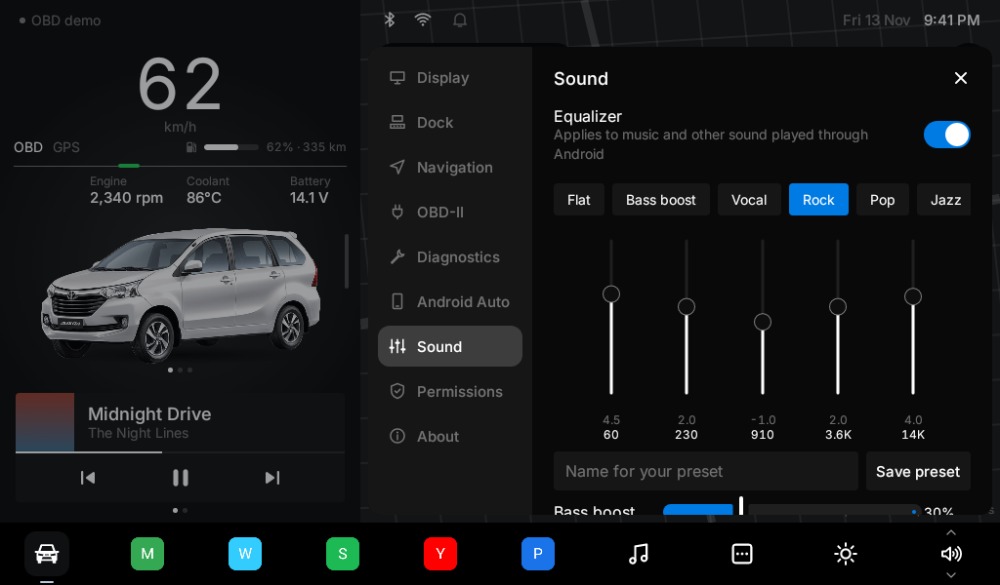 OBD demo
Fri 13 Nov 9:41 PM
62
km/h
OBD GPS
62% · 335 km
Engine Coolant Battery
2,340 rpm 86°C 14.1 V
Midnight Drive
The Night Lines
Display
Dock
Navigation
OBD-II
Diagnostics
Android Auto
Sound
Permissions
About
Sound
Equalizer
Applies to music and other sound played through
Android
Flat Bass boost Vocal Rock Pop Jazz
4.5 2.0 -1.0 2.0 4.0
60 230 910 3.6K 14K
Name for your preset Save preset
Bass boost 30%
M W S Y P